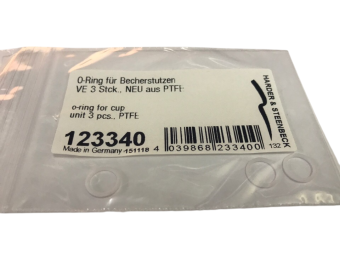 O-Ring für Becherstutzen
VE 3 Stck., NEU aus PTFE
o-ring for cup
unit 3 pcs., PTFE
123340
Made in Germany 151118
4 039868 233400
132
HARDER & STEENBECK